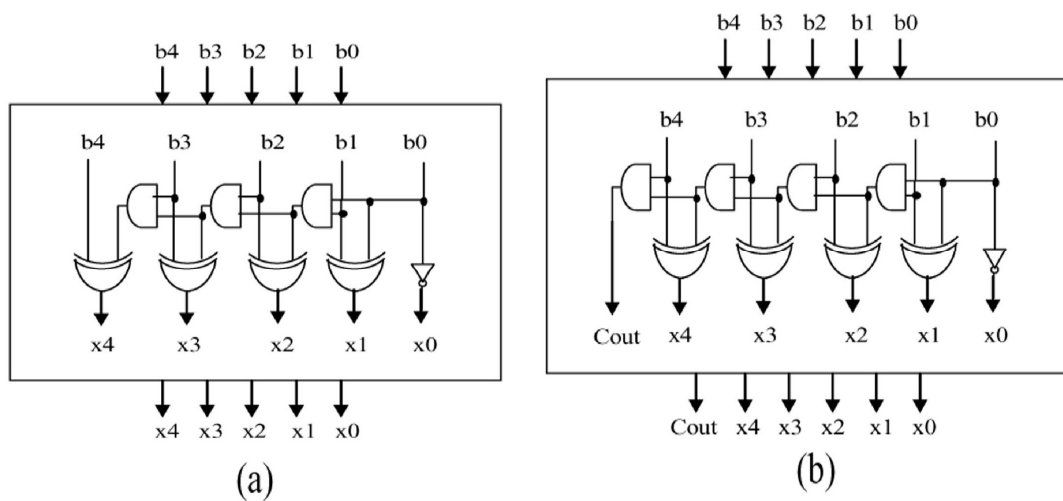 b4 b3 b2 b1 b0
b4 b3 b2 b1 b0
x4 x3 x2 x1 x0
x4 x3 x2 x1 x0
(a)
b4 b3 b2 b1 b0
b4 b3 b2 b1 b0
Cout x4 x3 x2 x1 x0
Cout x4 x3 x2 x1 x0
(b)